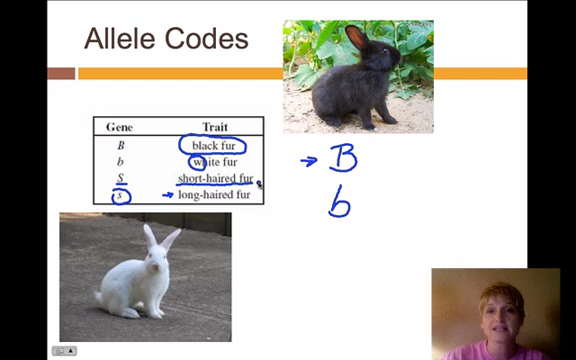 Allele Codes
Gene Trait
B black fur
b white fur
S short-haired fur
s long-haired fur
B
b